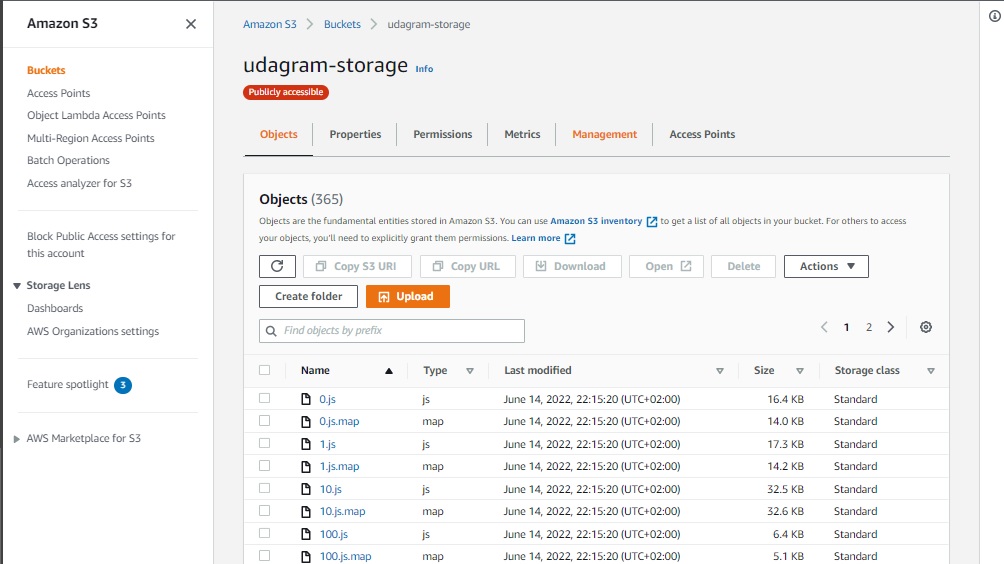 Amazon S3
Buckets
Access Points
Object Lambda Access Points
Multi-Region Access Points
Batch Operations
Access analyzer for S3
Block Public Access settings for
this account
Storage Lens
Dashboards
AWS Organizations settings
Feature spotlight 3
AWS Marketplace for S3
Amazon S3 Buckets udagram-storage
udagram-storage Info
Publicly accessible
Objects Properties Permissions Metrics Management Access Points
Objects (365)
Objects are the fundamental entities stored in Amazon S3. You can use Amazon S3 inventory to get a list of all objects in your bucket. For others to access
your objects, you'll need to explicitly grant them permissions. Learn more
Copy S3 URI Copy URL Download Open Delete Actions
Create folder Upload
Find objects by prefix 1 2
Name Type Last modified Size Storage class
0.js js June 14, 2022, 22:15:20 (UTC+02:00) 16.4 KB Standard
0.js.map map June 14, 2022, 22:15:20 (UTC+02:00) 14.0 KB Standard
1.js js June 14, 2022, 22:15:20 (UTC+02:00) 17.3 KB Standard
1.js.map map June 14, 2022, 22:15:20 (UTC+02:00) 14.2 KB Standard
10.js js June 14, 2022, 22:15:20 (UTC+02:00) 32.5 KB Standard
10.js.map map June 14, 2022, 22:15:20 (UTC+02:00) 32.6 KB Standard
100.js js June 14, 2022, 22:15:20 (UTC+02:00) 6.4 KB Standard
100.js.map map June 14, 2022, 22:15:20 (UTC+02:00) 5.1 KB Standard